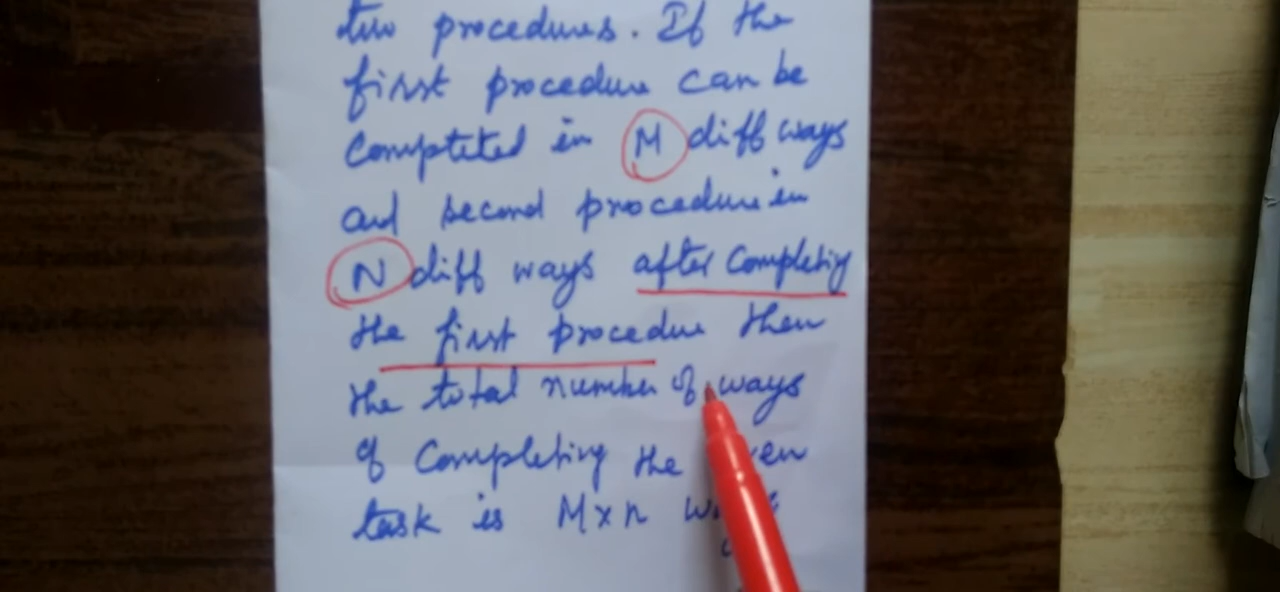 two procedures. If the
first procedure can be
Completed in M diff ways
and second procedure in
N diff ways after Completing
the first procedure then
the total number of ways
of Completing the
task is M x n